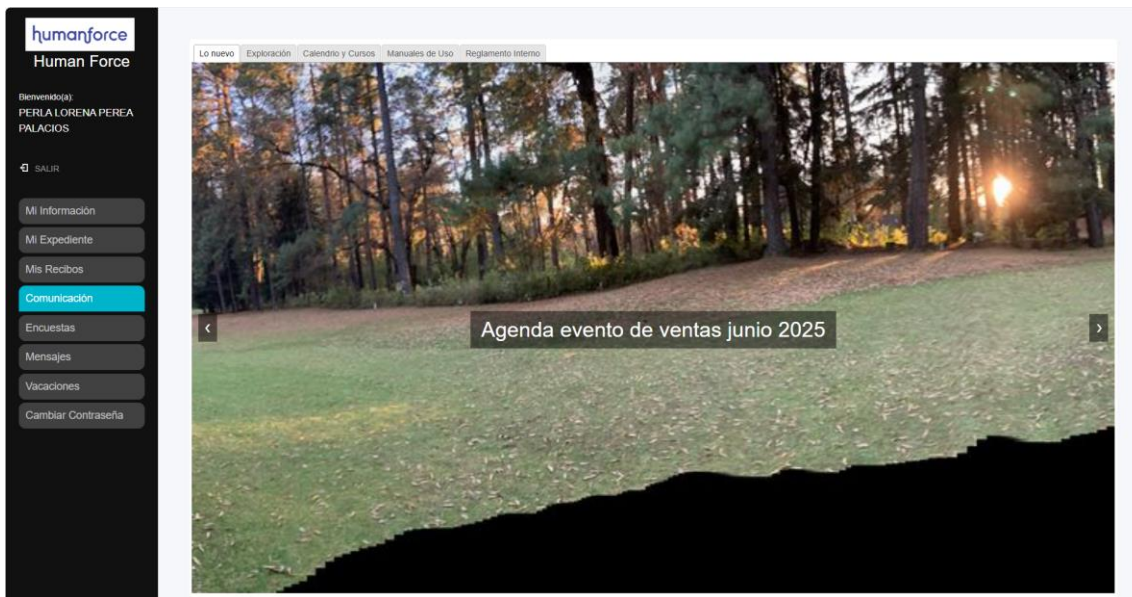 humanforce
Human Force
Bienvenido(a):
PERLA LORENA PEREA
PALACIOS
SALIR
Mi Información
Mi Expediente
Mis Recibos
Comunicación
Encuestas
Mensajes
Vacaciones
Cambiar Contraseña
Lo nuevo Exploración Calendrio y Cursos Manuales de Uso Reglamento Interno
Agenda evento de ventas junio 2025